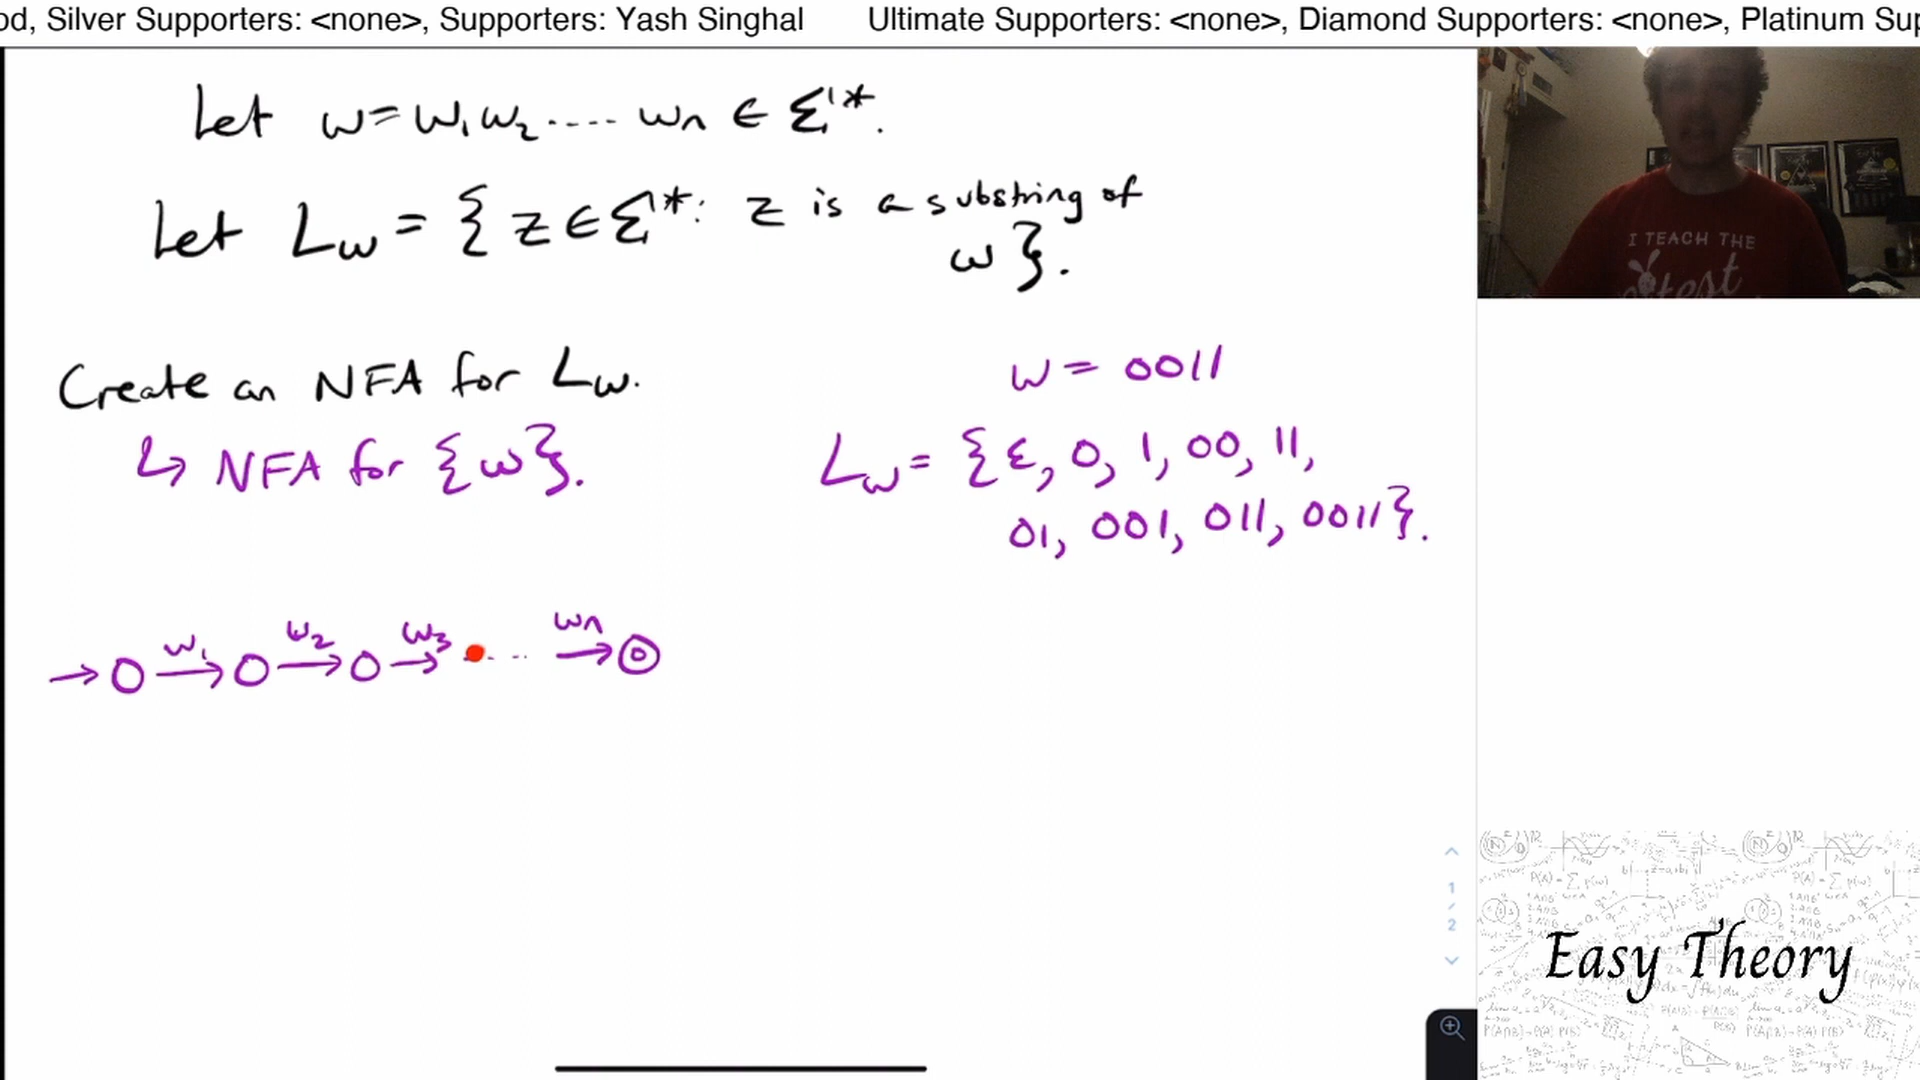 od, Silver Supporters: <none>, Supporters: Yash Singhal Ultimate Supporters: <none>, Diamond Supporters: <none>, Platinum Sup
Let w = w₁w₂ .... wₙ ∈ Σ*.
Let L_w = { z ∈ Σ* : z is a substring of
w }.
I TEACH THE
Create an NFA for L_w.
w = 0011
↳ NFA for {w}.
L_w = {ε, 0, 1, 00, 11,
01, 001, 011, 0011}.
w₁ w₂ w₃ ... wₙ
1
2
Easy Theory